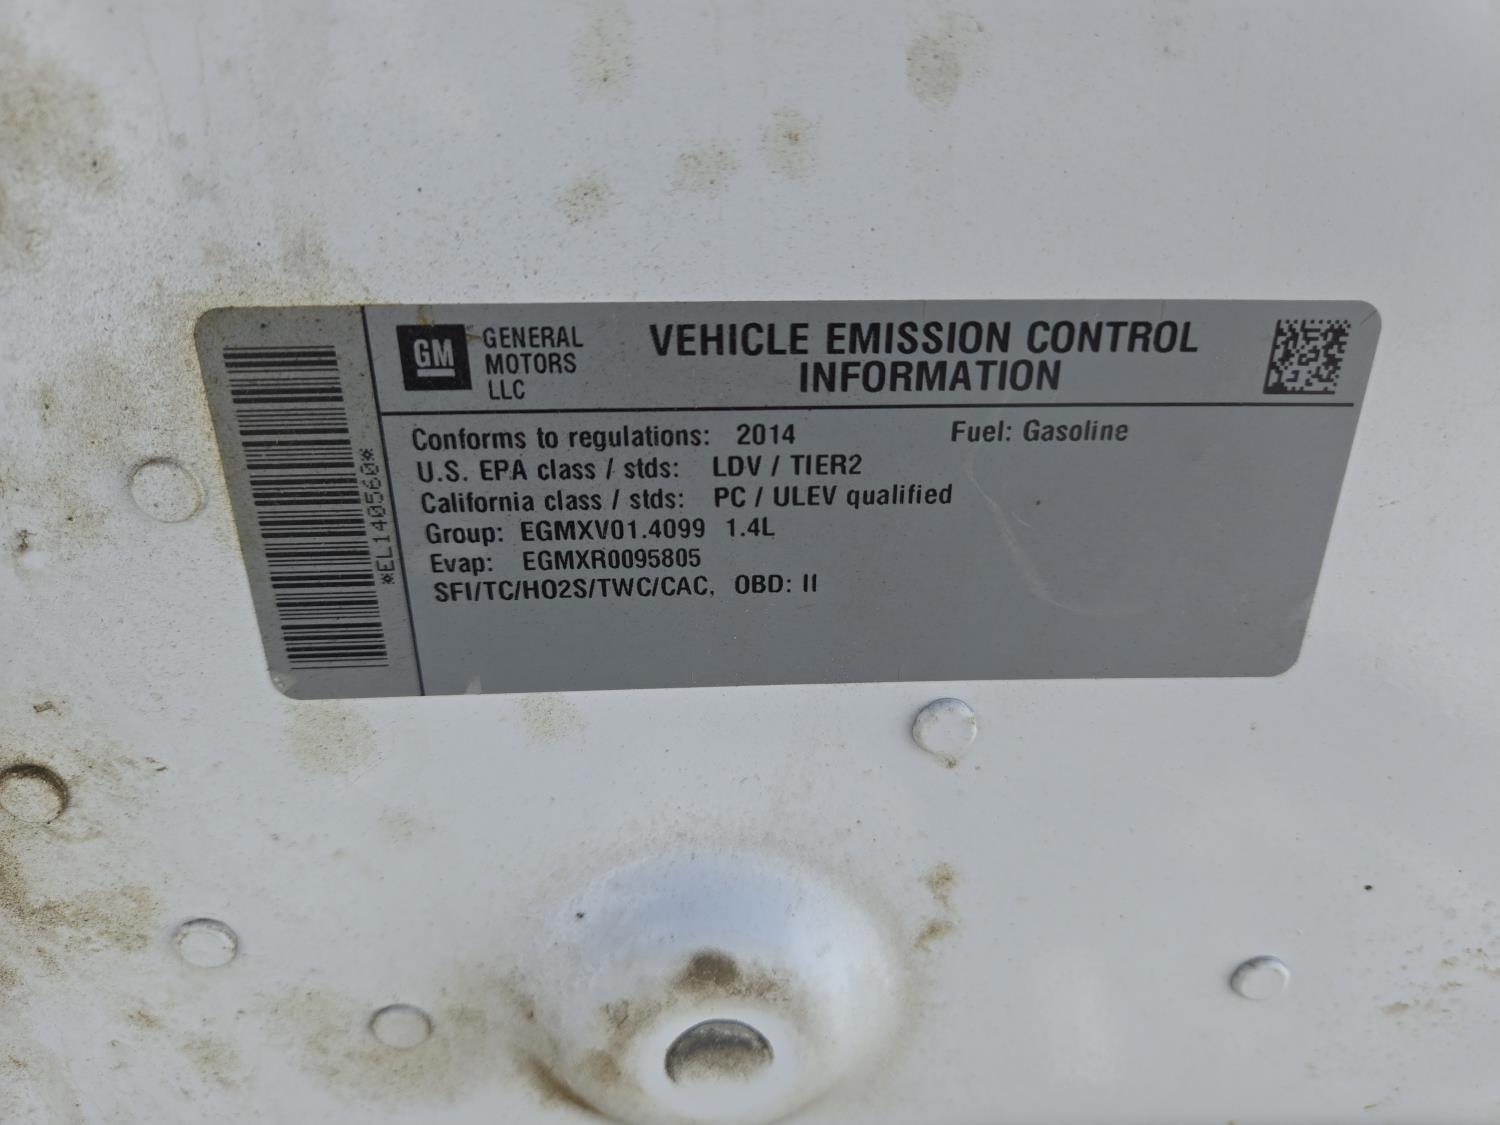 GM
GENERAL
MOTORS
LLC
VEHICLE EMISSION CONTROL
INFORMATION
*EL140560*
Conforms to regulations: 2014 Fuel: Gasoline
U.S. EPA class / stds: LDV / TIER2
California class / stds: PC / ULEV qualified
Group: EGMXV01.4099 1.4L
Evap: EGMXR0095805
SFI/TC/HO2S/TWC/CAC, OBD: II